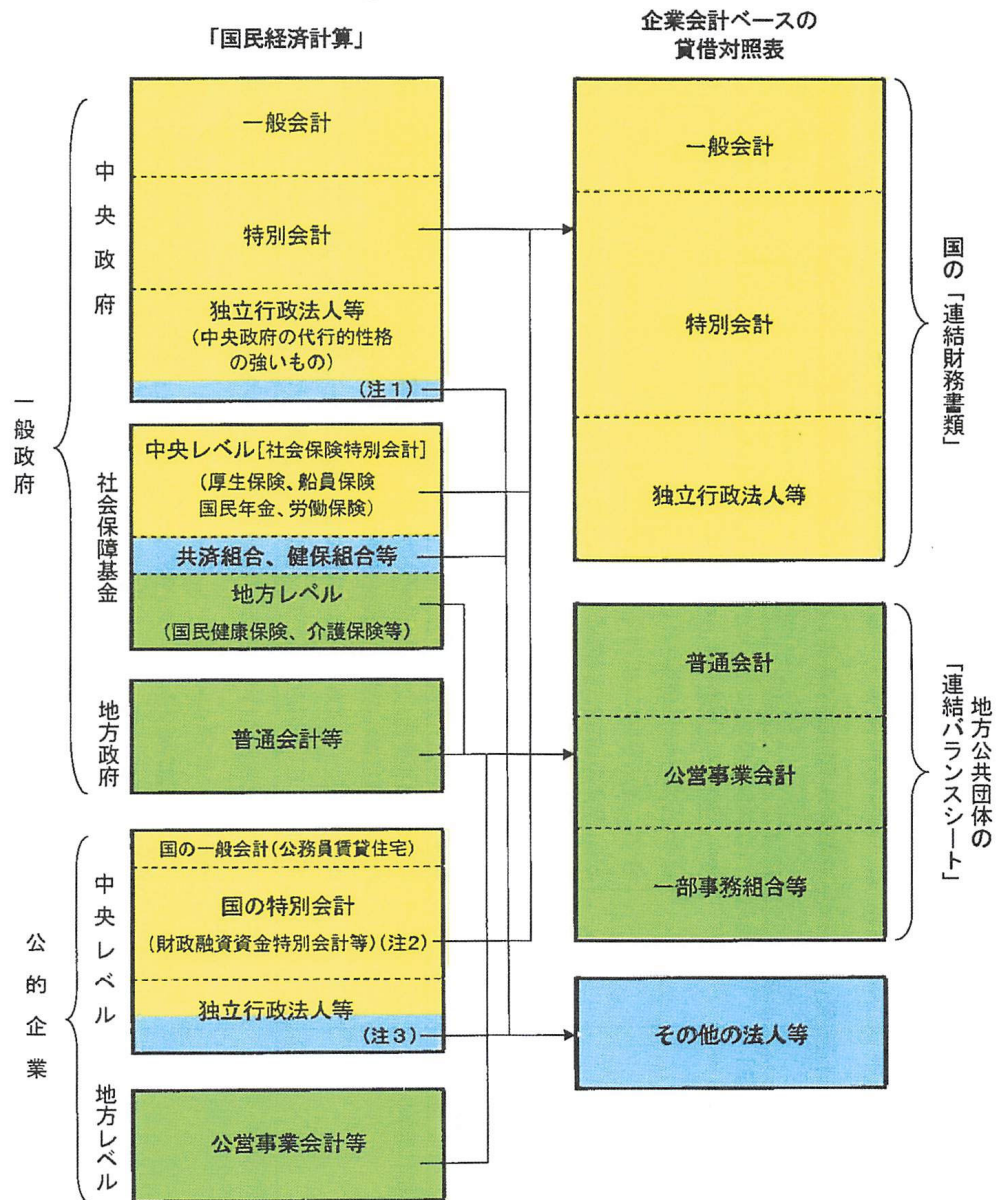 「国民経済計算」
企業会計ベースの
貸借対照表
一般政府
中央政府
一般会計
特別会計
独立行政法人等
(中央政府の代行的性格
の強いもの)
(注1)
社会保障基金
中央レベル[社会保険特別会計]
(厚生保険、船員保険
国民年金、労働保険)
共済組合、健保組合等
地方レベル
(国民健康保険、介護保険等)
地方政府
普通会計等
公的企業
中央レベル
国の一般会計(公務員賃貸住宅)
国の特別会計
(財政融資資金特別会計等)(注2)
独立行政法人等
(注3)
地方レベル
公営事業会計等
一般会計
特別会計
独立行政法人等
国の「連結財務書類」
普通会計
公営事業会計
一部事務組合等
地方公共団体の
「連結バランスシート」
その他の法人等